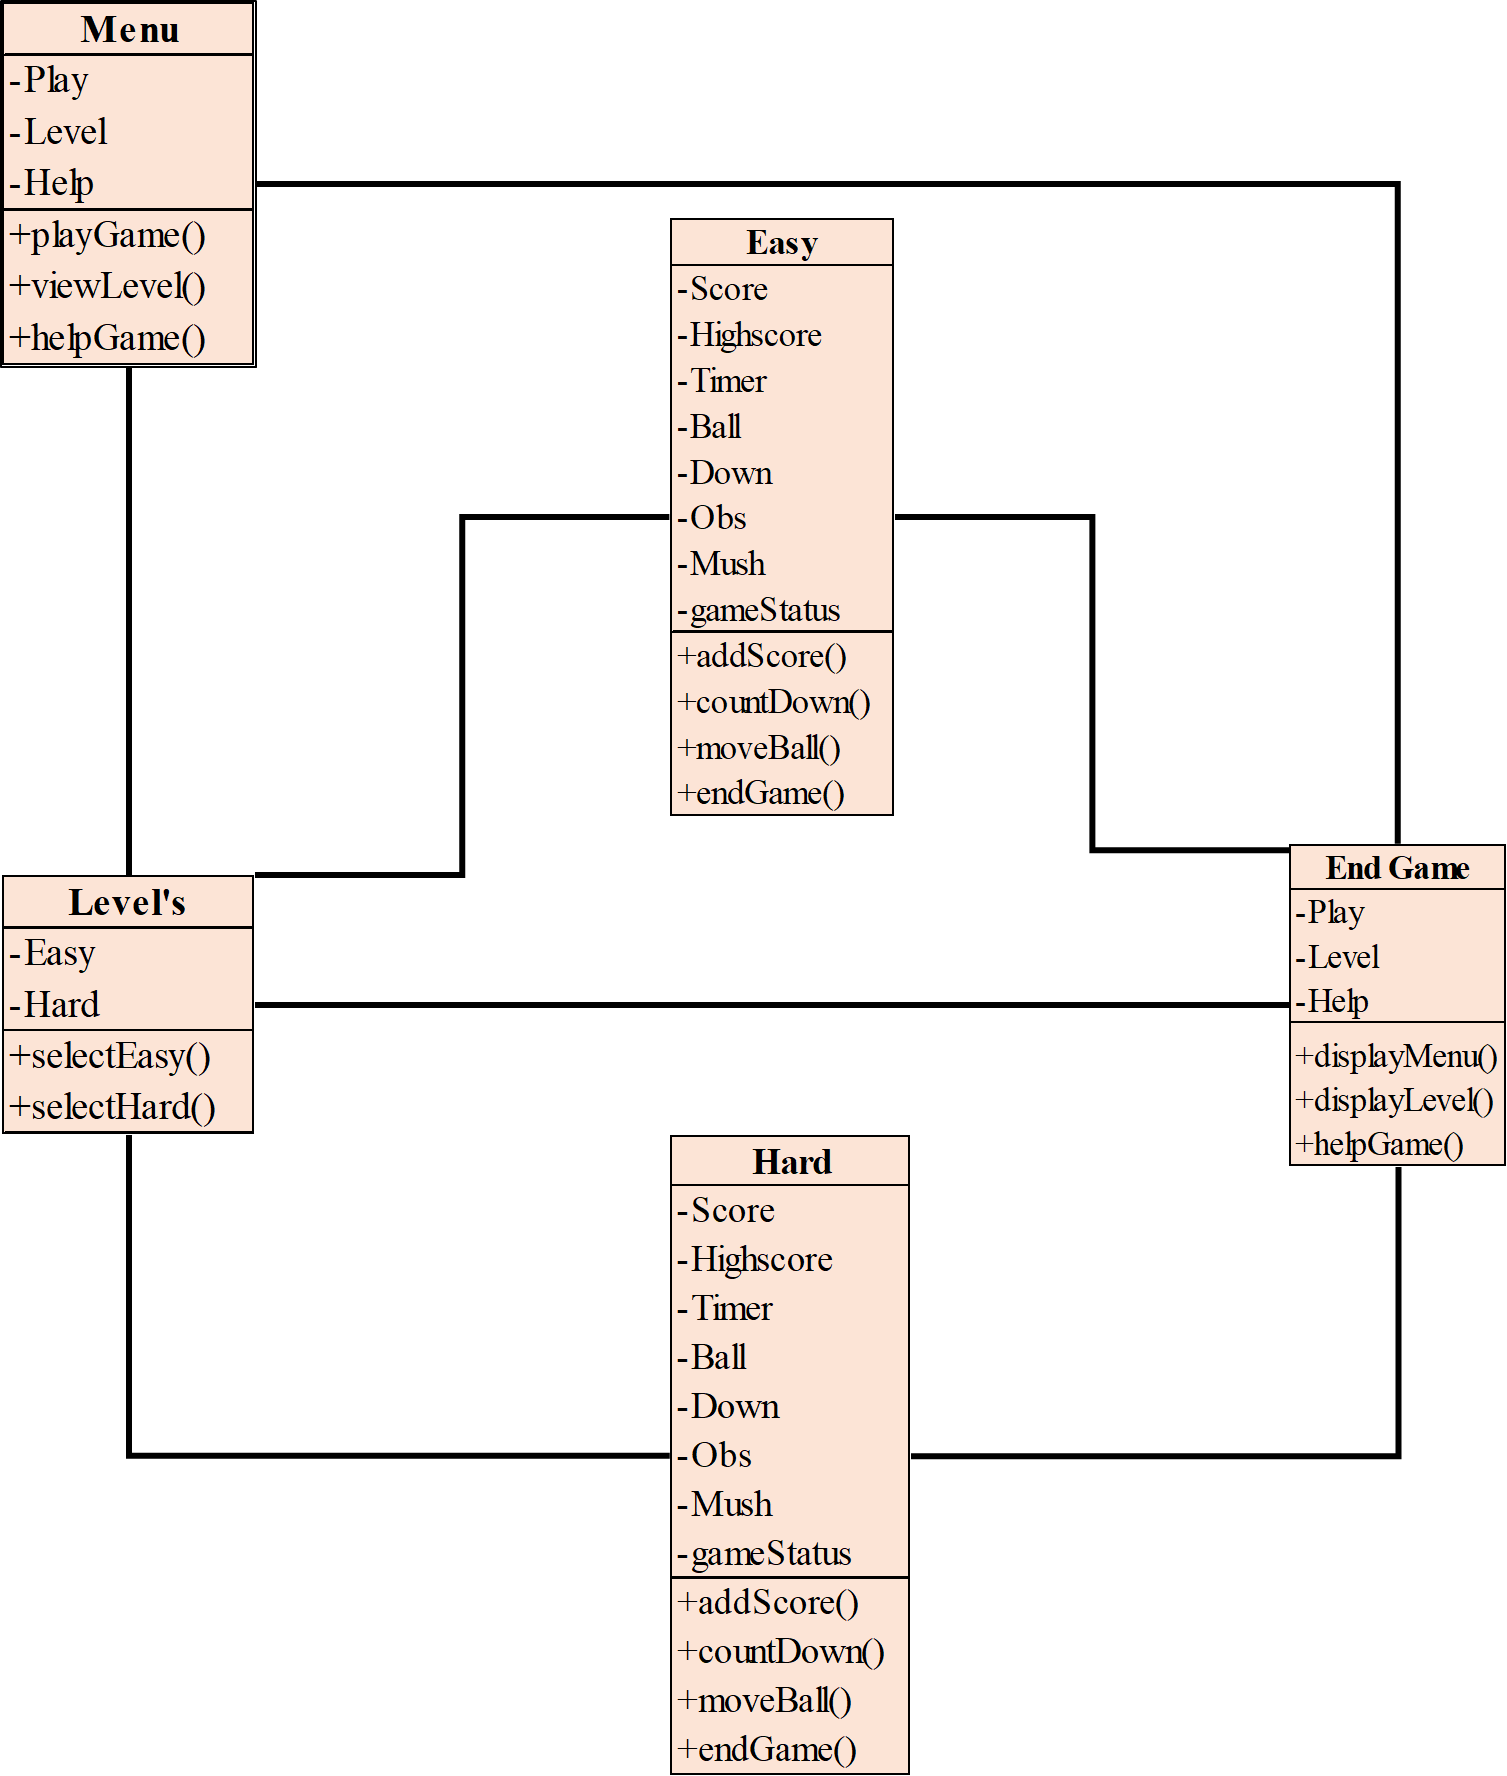 Menu
-Play
-Level
-Help
+playGame()
+viewLevel()
+helpGame()
Easy
-Score
-Highscore
-Timer
-Ball
-Down
-Obs
-Mush
-gameStatus
+addScore()
+countDown()
+moveBall()
+endGame()
Level's
-Easy
-Hard
+selectEasy()
+selectHard()
End Game
-Play
-Level
-Help
+displayMenu()
+displayLevel()
+helpGame()
Hard
-Score
-Highscore
-Timer
-Ball
-Down
-Obs
-Mush
-gameStatus
+addScore()
+countDown()
+moveBall()
+endGame()